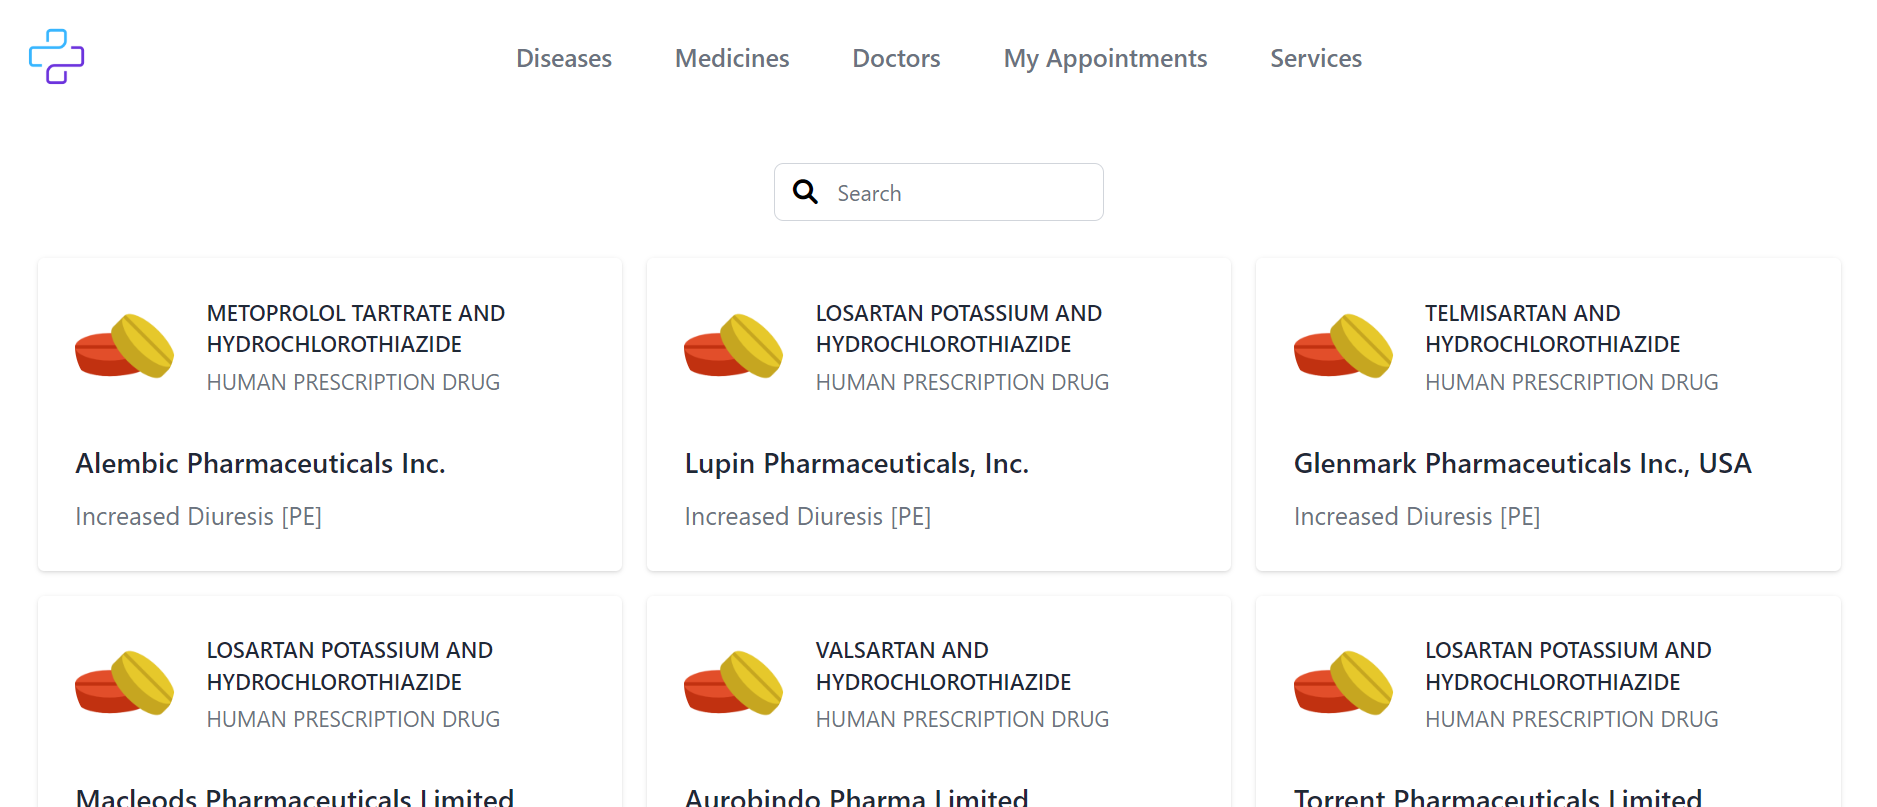 Diseases
Medicines
Doctors
My Appointments
Services
Search
METOPROLOL TARTRATE AND
HYDROCHLOROTHIAZIDE
HUMAN PRESCRIPTION DRUG
Alembic Pharmaceuticals Inc.
Increased Diuresis [PE]
LOSARTAN POTASSIUM AND
HYDROCHLOROTHIAZIDE
HUMAN PRESCRIPTION DRUG
Lupin Pharmaceuticals, Inc.
Increased Diuresis [PE]
TELMISARTAN AND
HYDROCHLOROTHIAZIDE
HUMAN PRESCRIPTION DRUG
Glenmark Pharmaceuticals Inc., USA
Increased Diuresis [PE]
LOSARTAN POTASSIUM AND
HYDROCHLOROTHIAZIDE
HUMAN PRESCRIPTION DRUG
Macleods Pharmaceuticals Limited
VALSARTAN AND
HYDROCHLOROTHIAZIDE
HUMAN PRESCRIPTION DRUG
Aurobindo Pharma Limited
LOSARTAN POTASSIUM AND
HYDROCHLOROTHIAZIDE
HUMAN PRESCRIPTION DRUG
Torrent Pharmaceuticals Limited